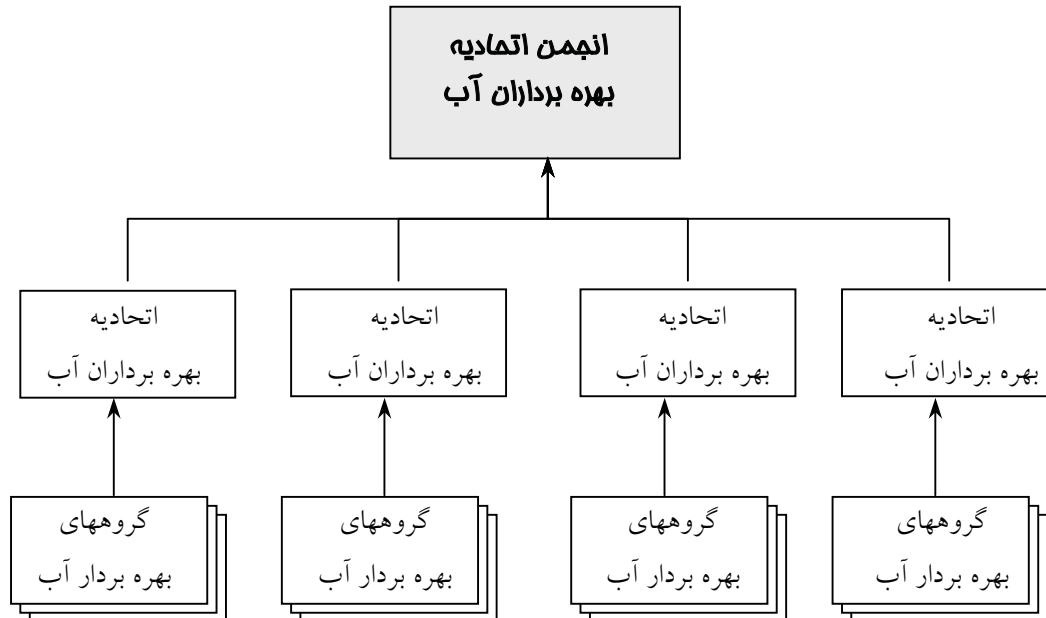 انجمن اتحادیه
بهره برداران آب
اتحادیه
بهره برداران آب
اتحادیه
بهره برداران آب
اتحادیه
بهره برداران آب
اتحادیه
بهره برداران آب
گروههای
بهره بردار آب
گروههای
بهره بردار آب
گروههای
بهره بردار آب
گروههای
بهره بردار آب